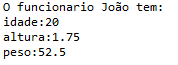 O funcionario João tem:
idade:20
altura:1.75
peso:52.5